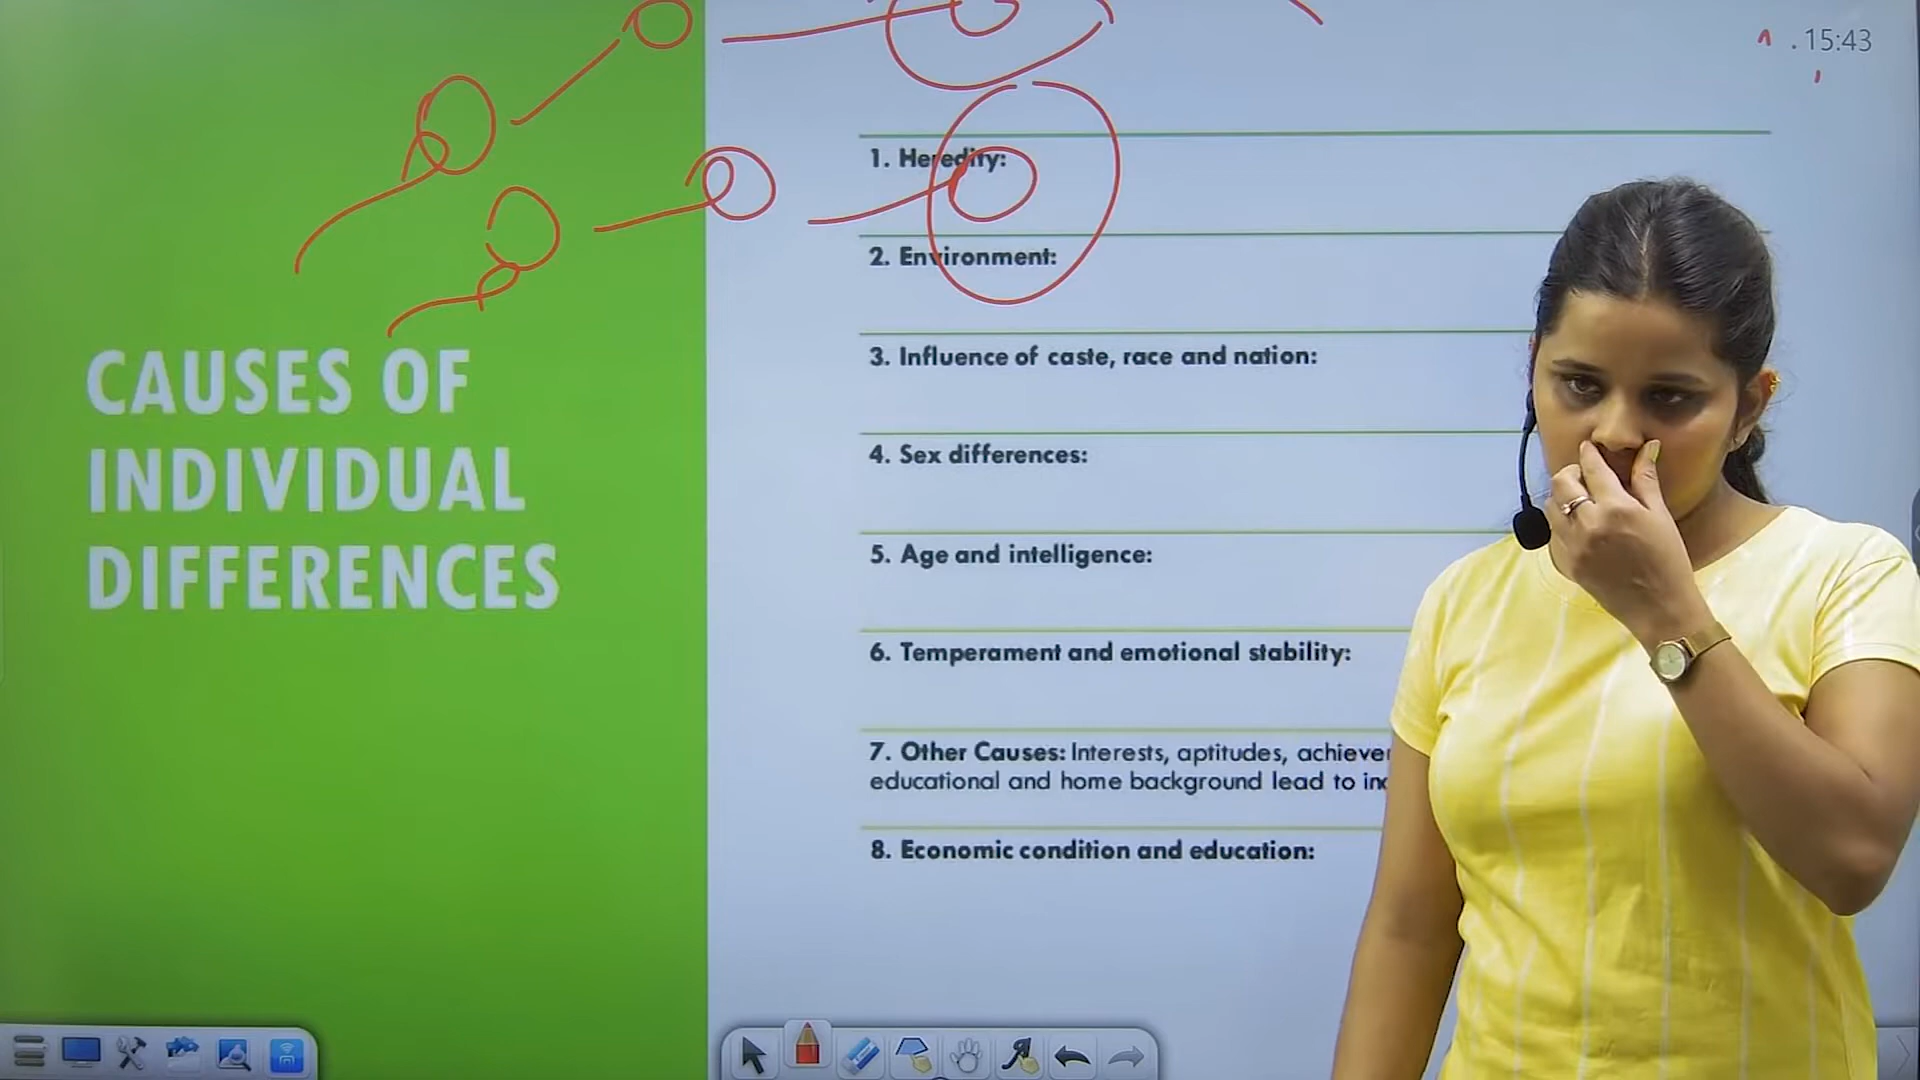 15:43
CAUSES OF
INDIVIDUAL
DIFFERENCES
1. Heredity:
2. Environment:
3. Influence of caste, race and nation:
4. Sex differences:
5. Age and intelligence:
6. Temperament and emotional stability:
7. Other Causes: Interests, aptitudes,
educational and home background lead to
8. Economic condition and education: